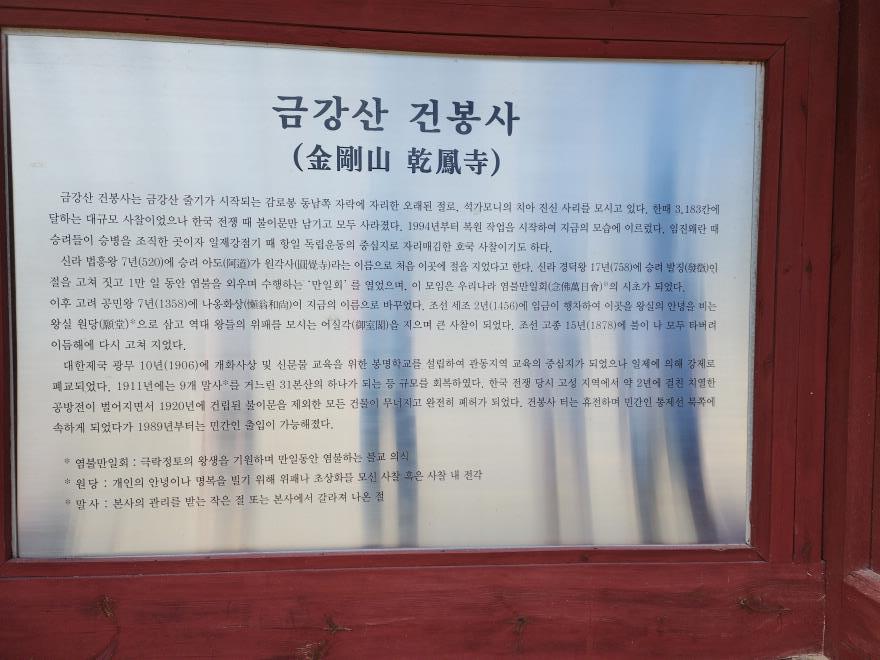 금강산 건봉사
(金剛山 乾鳳寺)
금강산 건봉사는 금강산 줄기가 시작되는 감로봉 동남쪽 자락에 자리한 오래된 절로, 석가모니의 치아 진신 사리를 모시고 있다. 한때 3,183칸에
달하는 대규모 사찰이었으나 한국 전쟁 때 불이문만 남기고 모두 사라졌다. 1994년부터 복원 작업을 시작하여 지금의 모습에 이르렀다. 임진왜란 때
승려들이 승병을 조직한 곳이자 일제강점기 때 항일 독립운동의 중심지로 자리매김한 호국 사찰이기도 하다.
신라 법흥왕 7년(520)에 승려 아도(阿道)가 원각사(圓覺寺)라는 이름으로 처음 이곳에 절을 지었다고 한다. 신라 경덕왕 17년(758)에 승려 발징(發徵)인
절을 고쳐 짓고 1만 일 동안 염불을 외우며 수행하는 '만일회'를 열었으며, 이 모임은 우리나라 염불만일회(念佛萬日會)*의 시초가 되었다.
이후 고려 공민왕 7년(1358)에 나옹화상(懶翁和尙)이 지금의 이름으로 바꾸었다. 조선 세조 2년(1456)에 임금이 행차하여 이곳을 왕실의 안녕을 비는
왕실 원당(願堂)*으로 삼고 역대 왕들의 위패를 모시는 어실각(御室閣)을 지으며 큰 사찰이 되었다. 조선 고종 15년(1878)에 불이 나 모두 타버려
이듬해에 다시 고쳐 지었다.
대한제국 광무 10년(1906)에 개화사상 및 신문물 교육을 위한 봉명학교를 설립하여 관동지역 교육의 중심지가 되었으나 일제에 의해 강제로
폐교되었다. 1911년에는 9개 말사*를 거느린 31본산의 하나가 되는 등 규모를 회복하였다. 한국 전쟁 당시 고성 지역에서 약 2년에 걸친 치열한
공방전이 벌어지면서 1920년에 건립된 불이문을 제외한 모든 건물이 무너지고 완전히 폐허가 되었다. 건봉사 터는 휴전하며 민간인 통제선 북쪽에
속하게 되었다가 1989년부터는 민간인 출입이 가능해졌다.
* 염불만일회 : 극락정토의 왕생을 기원하며 만일동안 염불하는 불교 의식
* 원당 : 개인의 안녕이나 명복을 빌기 위해 위패나 초상화를 모신 사찰 혹은 사찰 내 전각
* 말사 : 본사의 관리를 받는 작은 절 또는 본사에서 갈라져 나온 절